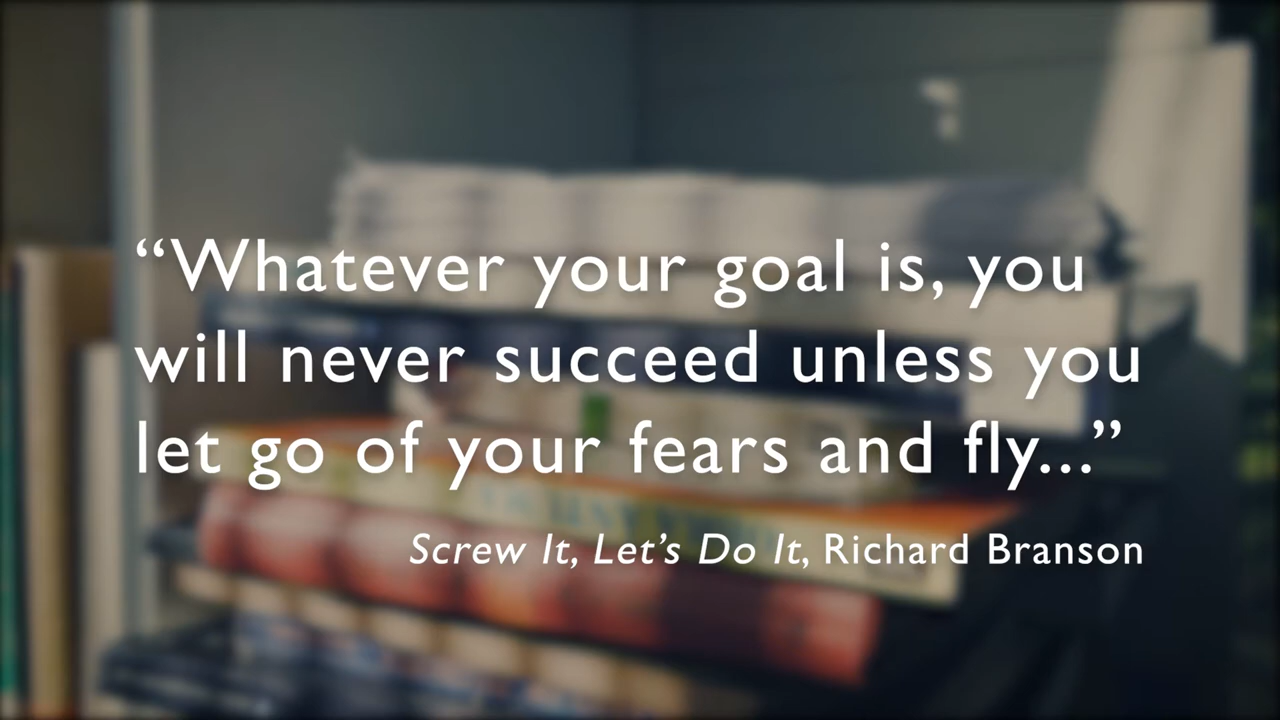 “Whatever your goal is, you
will never succeed unless you
let go of your fears and fly...”
Screw It, Let’s Do It, Richard Branson